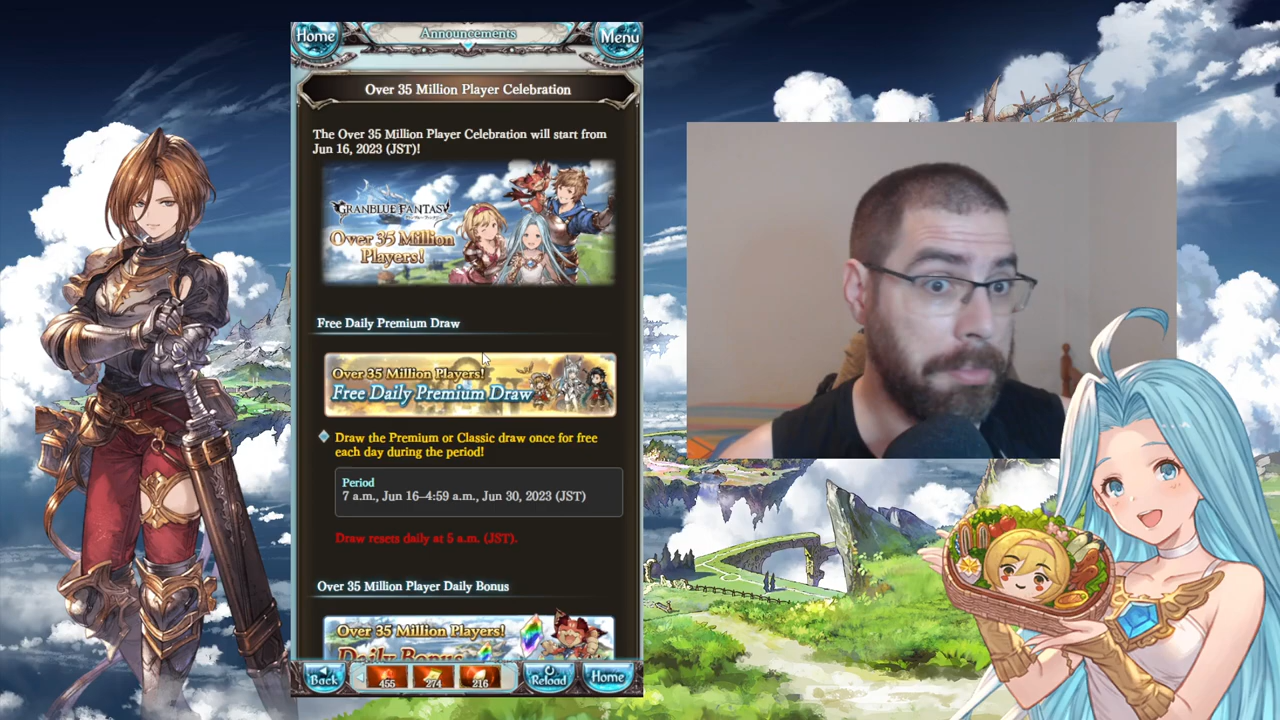 Home
Announcements
Menu
Over 35 Million Player Celebration
The Over 35 Million Player Celebration will start from
Jun 16, 2023 (JST)!
GRANBLUE FANTASY
Over 35 Million
Players!
Free Daily Premium Draw
Over 35 Million Players!
Free Daily Premium Draw
Draw the Premium or Classic draw once for free
each day during the period!
Period
7 a.m., Jun 16–4:59 a.m., Jun 30, 2023 (JST)
Draw resets daily at 5 a.m. (JST).
Over 35 Million Player Daily Bonus
Over 35 Million Players!
Daily Bonus
Back
455
274
216
Reload
Home